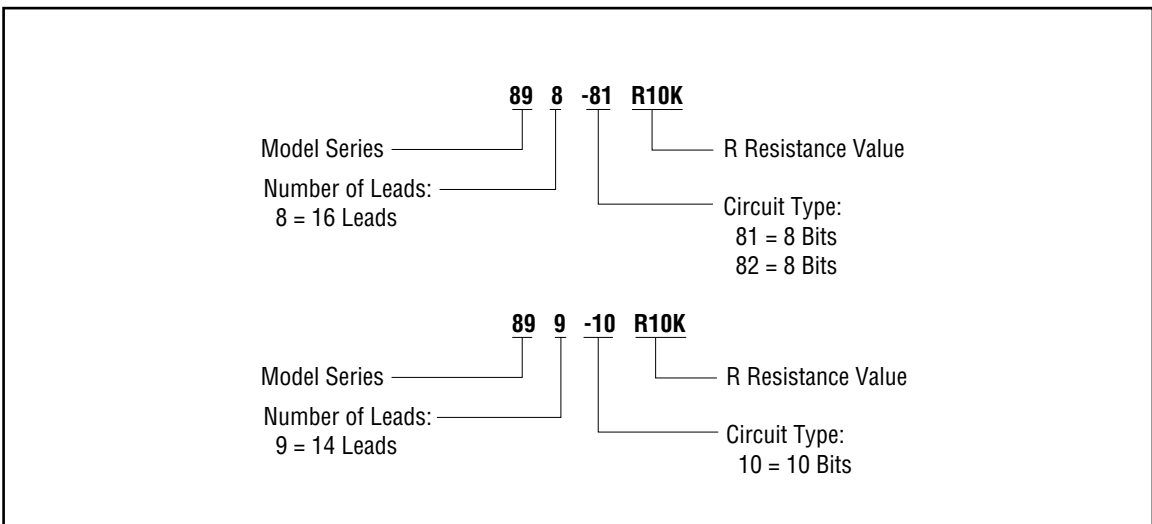 89 8 -81 R10K
Model Series
R Resistance Value
Number of Leads:
8 = 16 Leads
Circuit Type:
81 = 8 Bits
82 = 8 Bits
89 9 -10 R10K
Model Series
R Resistance Value
Number of Leads:
9 = 14 Leads
Circuit Type:
10 = 10 Bits